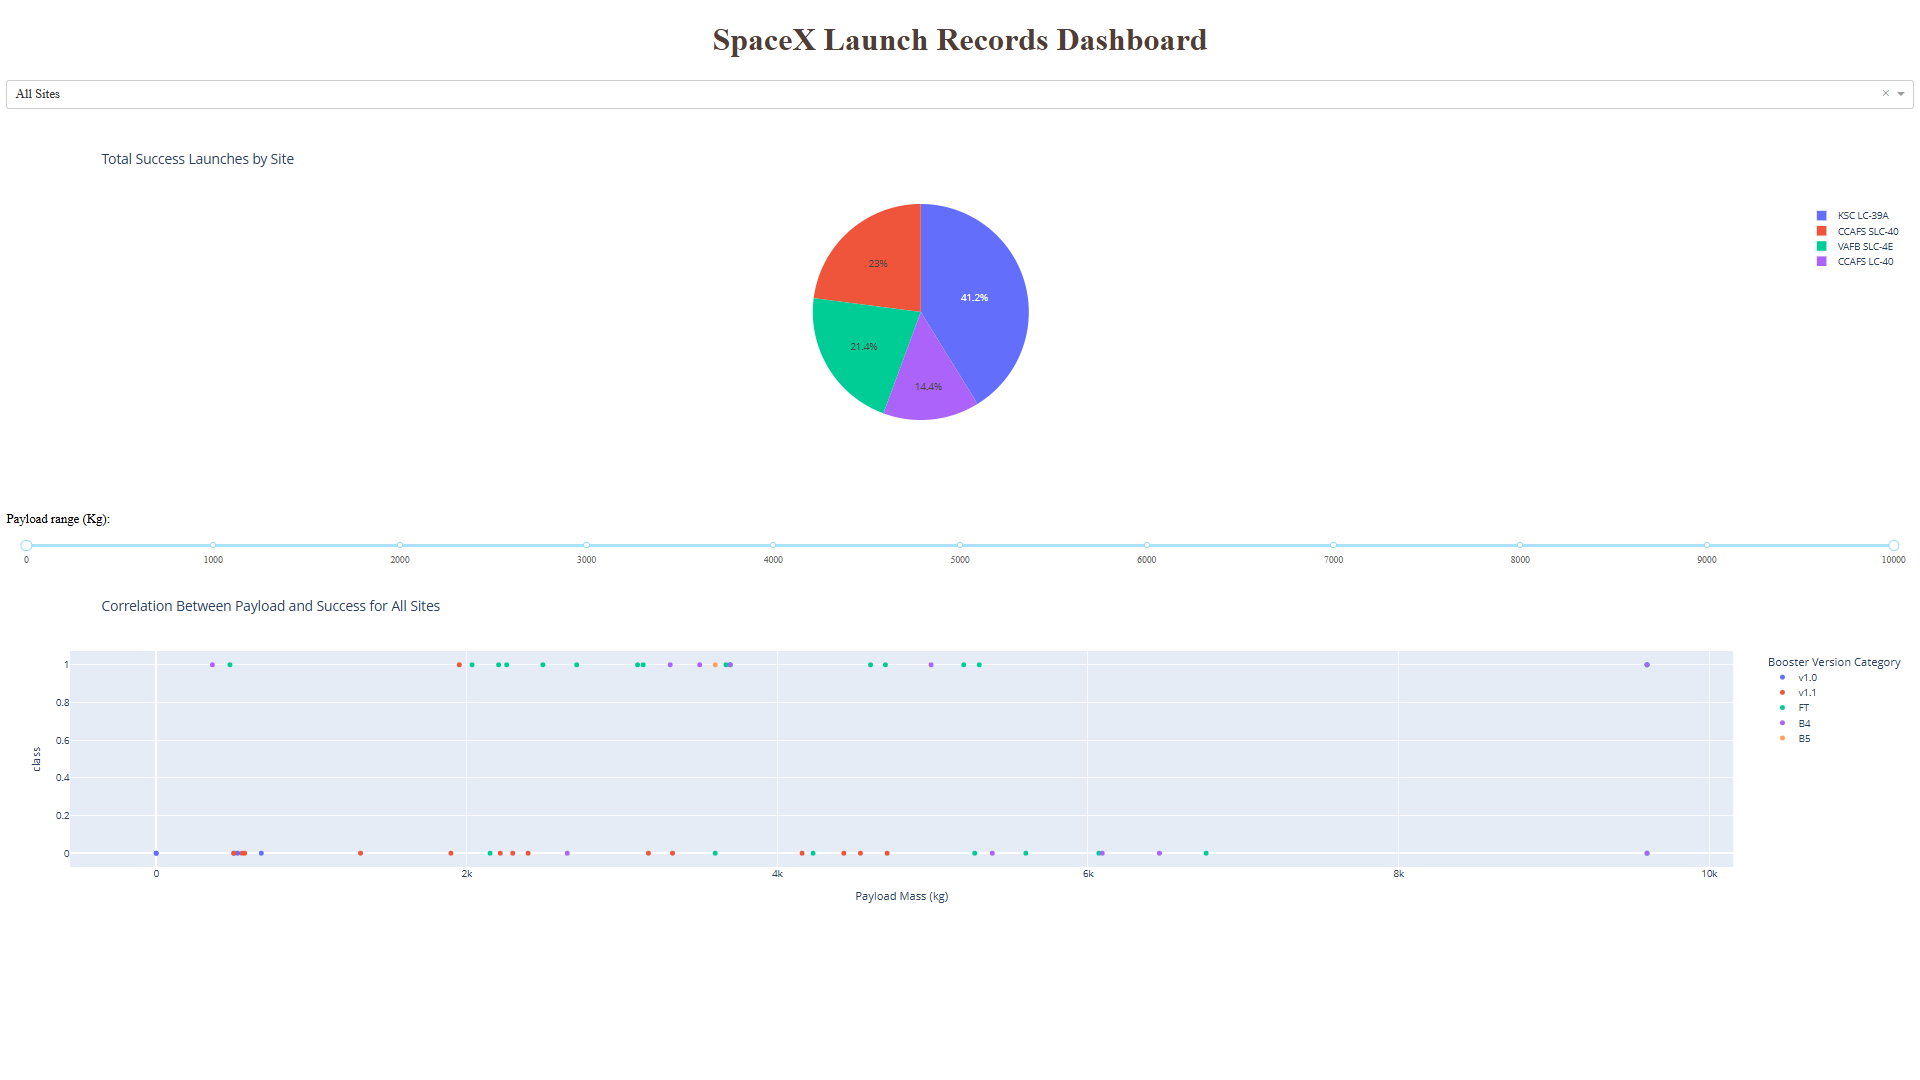 SpaceX Launch Records Dashboard
All Sites
×
Total Success Launches by Site
23%
41.2%
21.4%
14.4%
KSC LC-39A
CCAFS SLC-40
VAFB SLC-4E
CCAFS LC-40
Payload range (Kg):
0 1000 2000 3000 4000 5000 6000 7000 8000 9000 10000
Correlation Between Payload and Success for All Sites
1
0.8
0.6
0.4
0.2
0
class
0 2k 4k 6k 8k 10k
Payload Mass (kg)
Booster Version Category
v1.0
v1.1
FT
B4
B5